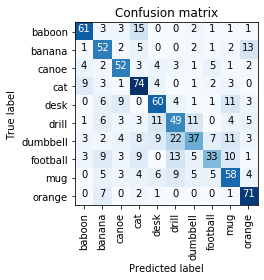 Confusion matrix
True label
baboon 61 3 3 15 0 0 2 1 1 1
banana 1 52 2 5 0 1 2 1 2 13
canoe 4 2 52 3 4 3 1 5 1 2
cat 9 3 1 74 4 0 1 2 3 0
desk 0 6 9 0 60 4 1 1 11 3
drill 1 6 3 3 11 49 11 0 4 5
dumbbell 3 2 4 8 9 22 37 7 11 3
football 3 9 3 9 0 13 5 33 10 1
mug 0 5 3 4 6 9 5 5 58 4
orange 0 7 0 2 1 0 0 1 71
baboon banana canoe cat desk drill dumbbell football mug orange
Predicted label